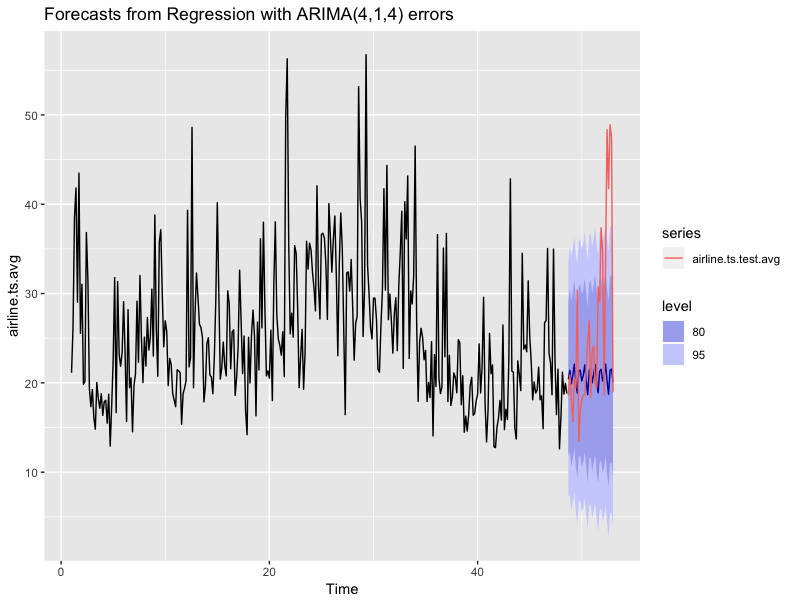 Forecasts from Regression with ARIMA(4,1,4) errors
airline.ts.avg
50
40
30
20
10
0
20
40
Time
series
airline.ts.test.avg
level
80
95